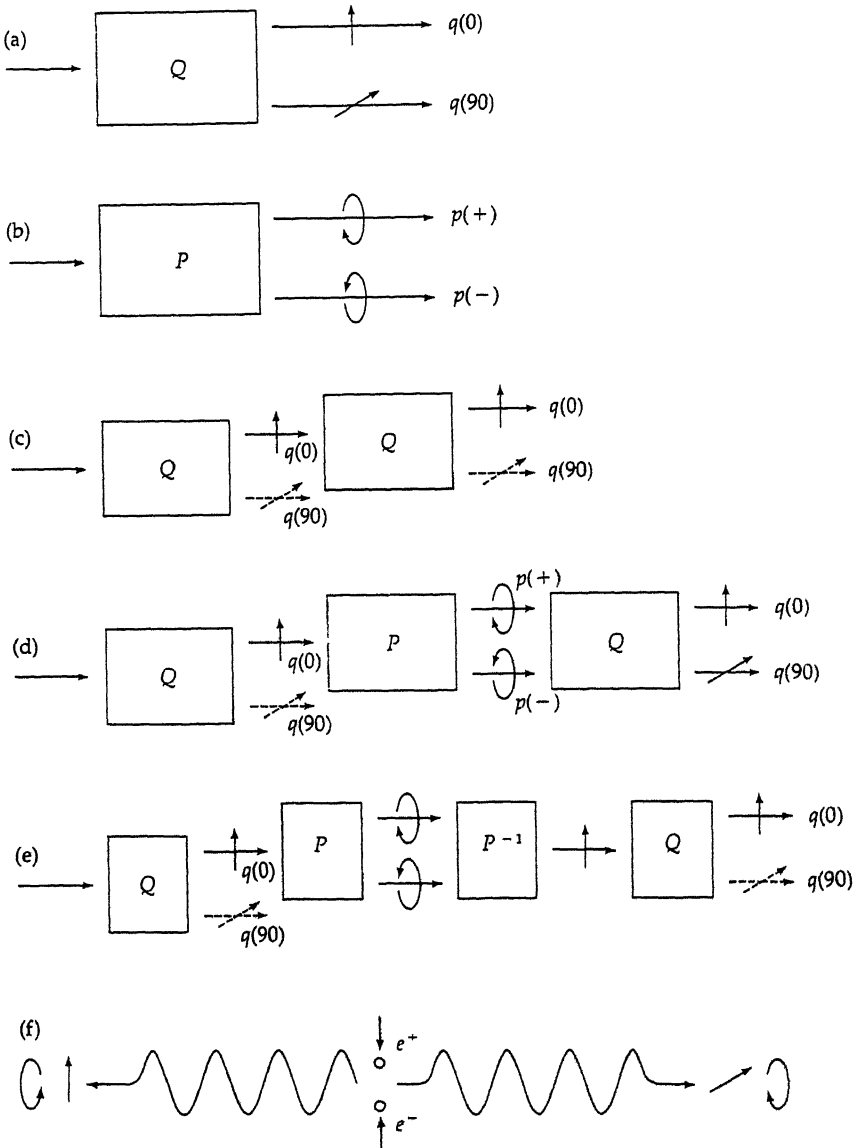 (a)
Q
q(0)
q(90)
(b)
P
p(+)
p(−)
(c)
Q
q(0)
q(90)
Q
q(0)
q(90)
(d)
Q
q(0)
q(90)
P
p(+)
p(−)
Q
q(0)
q(90)
(e)
Q
q(0)
q(90)
P
P⁻¹
Q
q(0)
q(90)
(f)
e⁺
e⁻